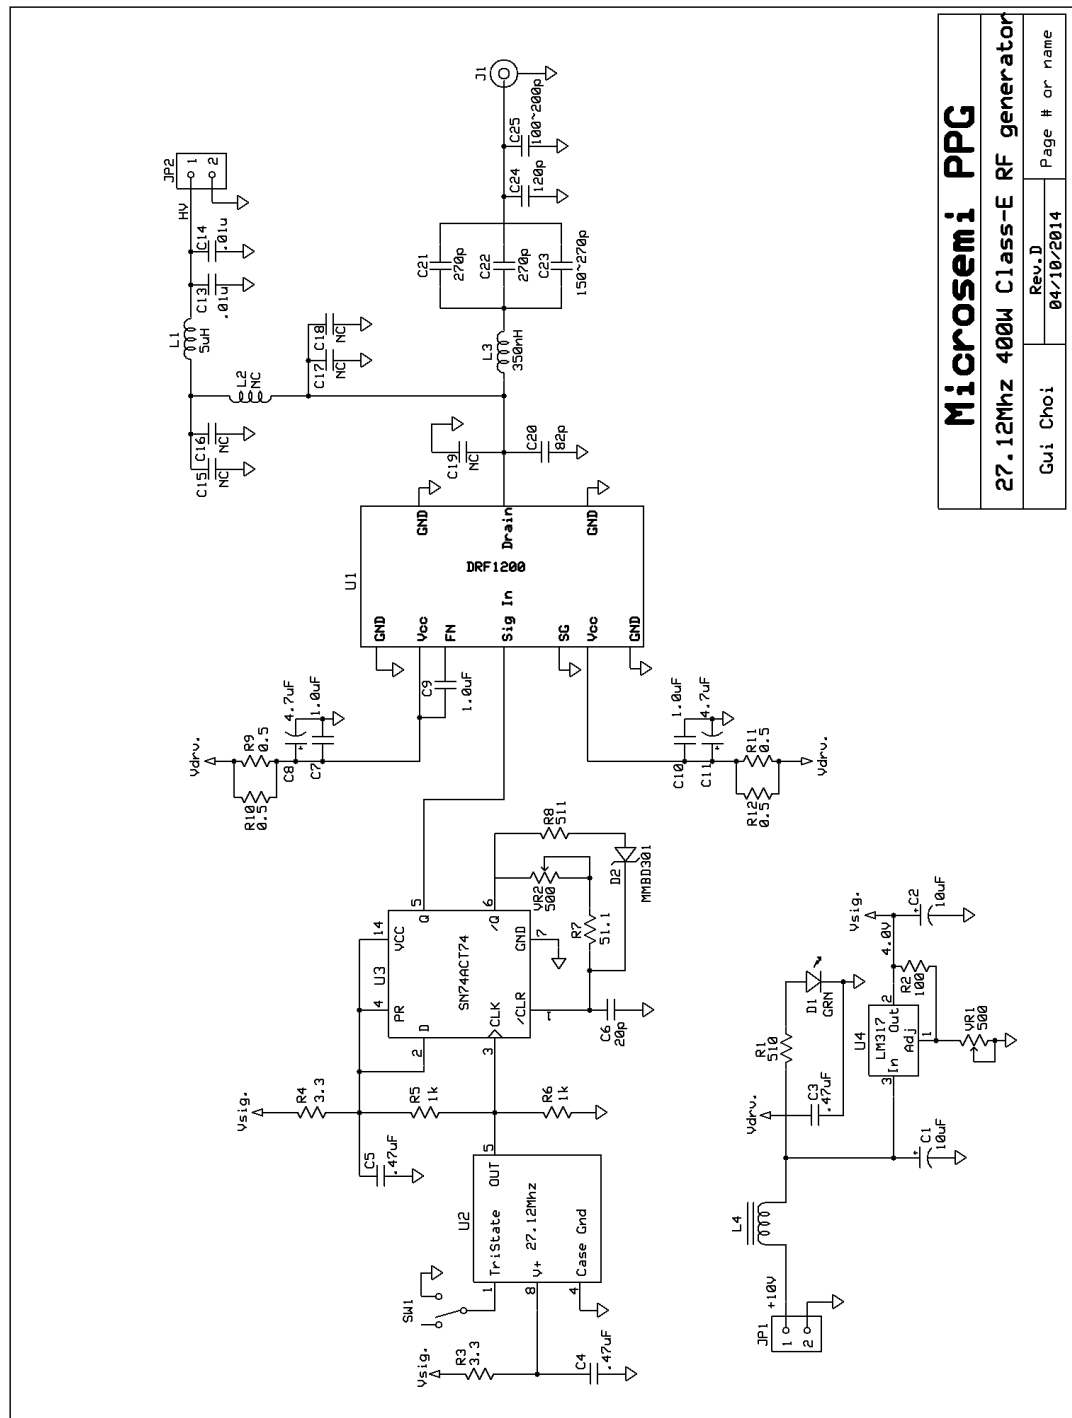 Microsemi PPG
27.12Mhz 400W Class-E RF generator
Gui Choi
Rev.D
04/10/2014
Page # or name
JP2
1
2
HV
C14
.01u
C13
.01u
L1
5uH
L2
NC
C16
NC
C15
NC
C18
NC
C17
NC
J1
C25
100~200p
C24
120p
C21
270p
C22
270p
C23
150~270p
L3
350nH
C19
NC
C20
82p
U1
DRF1200
GND
Vcc
FN
Sig In
SG
Vcc
GND
GND
Drain
GND
C9
1.0uF
Vdrv.
R9
0.5
R10
0.5
C8
4.7uF
C7
1.0uF
C10
1.0uF
C11
4.7uF
R11
0.5
R12
0.5
Vdrv.
U3
SN74ACT74
14
VCC
4
PR
2
D
3
CLK
5
Q
6
/Q
7
GND
1
/CLR
R8
511
VR2
500
R7
51.1
D2
MMBD301
C6
20p
Vsig.
R4
3.3
R5
1k
R6
1k
C5
.47uF
U2
27.12Mhz
TriState
1
V+
8
Case Gnd
4
OUT
5
SW1
Vsig.
R3
3.3
C4
.47uF
JP1
1
2
+10V
L4
Vdrv.
C3
.47uF
R1
510
D1
GRN
C1
10uF
+
U4
LM317
3
In
Out
2
Adj
1
R2
100
VR1
500
4.0V
Vsig.
C2
10uF
+